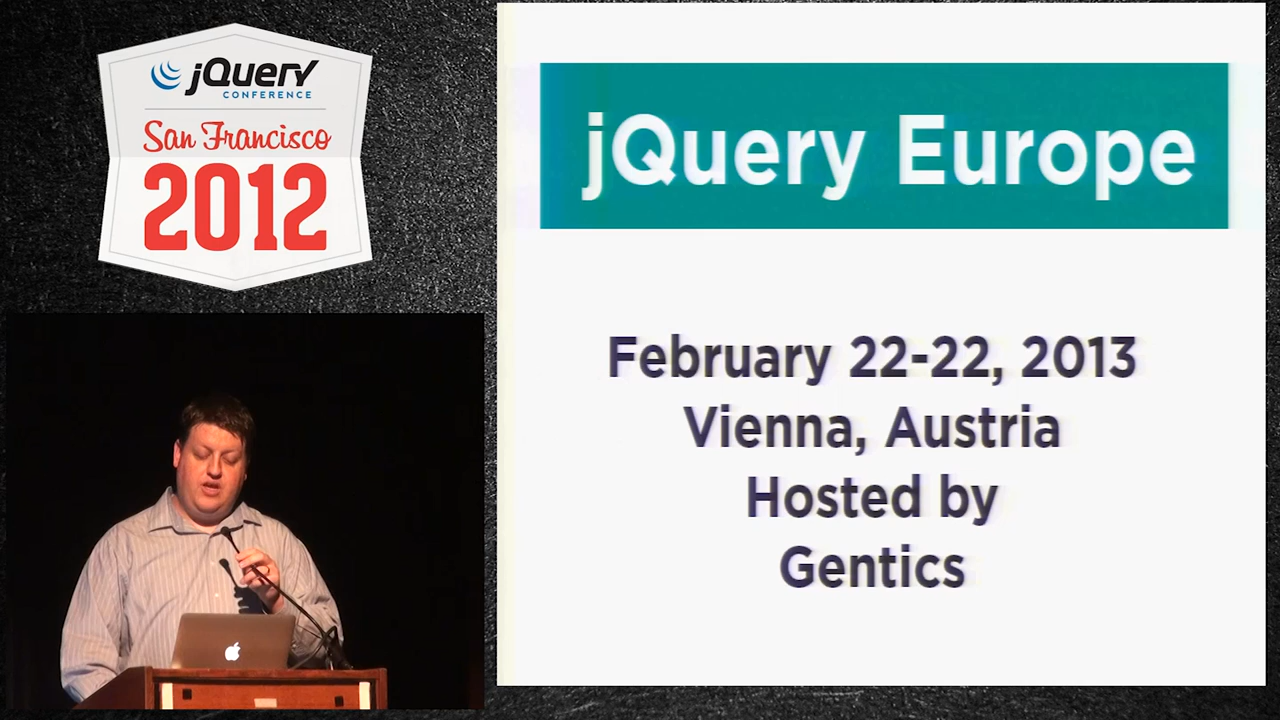 jQuery
CONFERENCE
San Francisco
2012
jQuery Europe
February 22-22, 2013
Vienna, Austria
Hosted by
Gentics